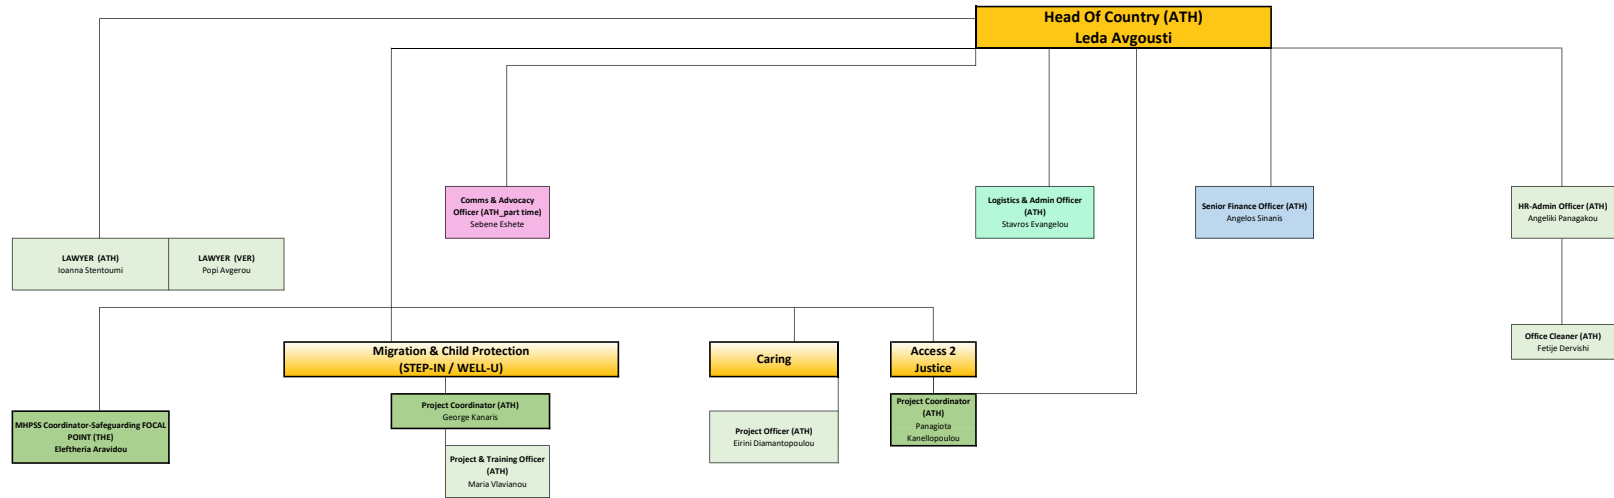 Head Of Country (ATH)
Leda Avgousti
Comms & Advocacy
Officer (ATH_part time)
Sebene Eshete
Logistics & Admin Officer
(ATH)
Stavros Evangelou
Senior Finance Officer (ATH)
Angelos Sinanis
HR-Admin Officer (ATH)
Angeliki Panagakou
LAWYER (ATH)
Ioanna Stentoumi
LAWYER (VER)
Popi Avgerou
Office Cleaner (ATH)
Fetije Dervishi
Migration & Child Protection
(STEP-IN / WELL-U)
Caring
Access 2
Justice
Project Coordinator (ATH)
George Kanaris
Project Coordinator
(ATH)
Panagiota
Kanellopoulou
MHPSS Coordinator-Safeguarding FOCAL
POINT (THE)
Eleftheria Aravidou
Project Officer (ATH)
Eirini Diamantopoulou
Project & Training Officer
(ATH)
Maria Vlavianou